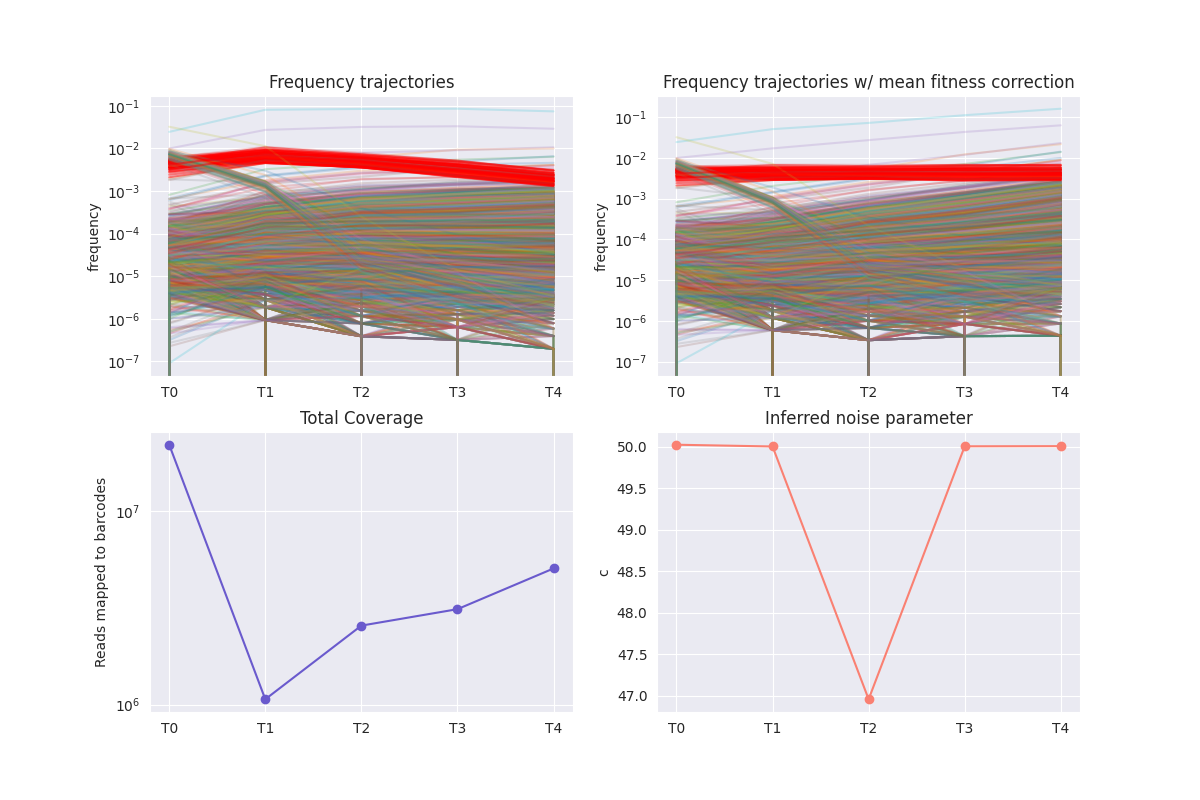 Frequency trajectories
frequency
10⁻¹
10⁻²
10⁻³
10⁻⁴
10⁻⁵
10⁻⁶
10⁻⁷
T0 T1 T2 T3 T4
Frequency trajectories w/ mean fitness correction
frequency
10⁻¹
10⁻²
10⁻³
10⁻⁴
10⁻⁵
10⁻⁶
10⁻⁷
T0 T1 T2 T3 T4
Total Coverage
Reads mapped to barcodes
10⁷
10⁶
T0 T1 T2 T3 T4
Inferred noise parameter
c
50.0
49.5
49.0
48.5
48.0
47.5
47.0
T0 T1 T2 T3 T4